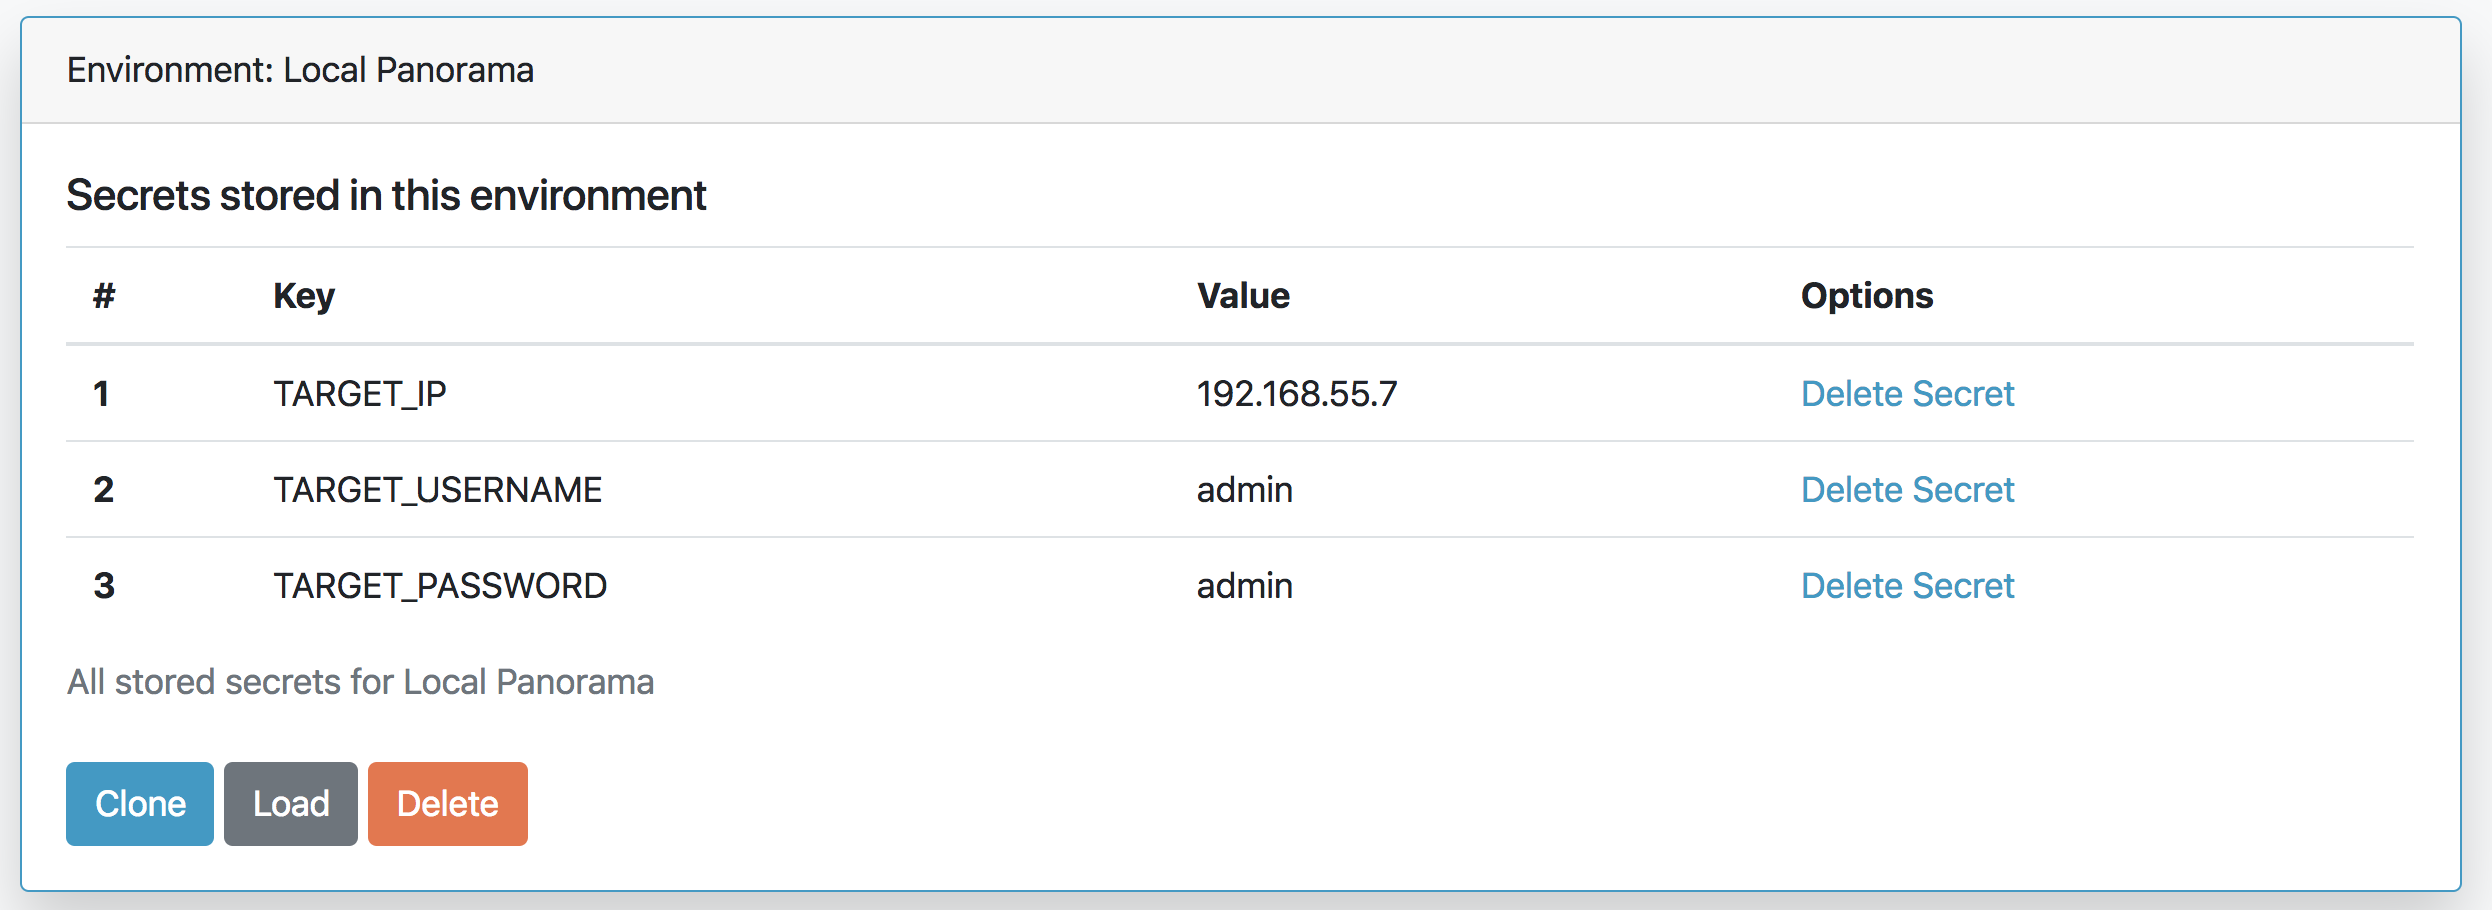 Environment: Local Panorama
Secrets stored in this environment
# Key Value Options
1 TARGET_IP 192.168.55.7 Delete Secret
2 TARGET_USERNAME admin Delete Secret
3 TARGET_PASSWORD admin Delete Secret
All stored secrets for Local Panorama
Clone Load Delete